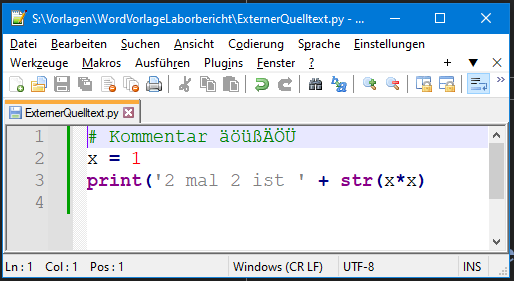 S:\Vorlagen\WordVorlageLaborbericht\ExternerQuelltext.py - ...
Datei Bearbeiten Suchen Ansicht Codierung Sprache Einstellungen
Werkzeuge Makros Ausführen Plugins Fenster ? + ▼ ✕
ExternerQuelltext.py
1 # Kommentar äöüßÄÖÜ
2 x = 1
3 print('2 mal 2 ist ' + str(x*x)
4
Ln : 1 Col : 1 Pos : 1 Windows (CR LF) UTF-8 INS